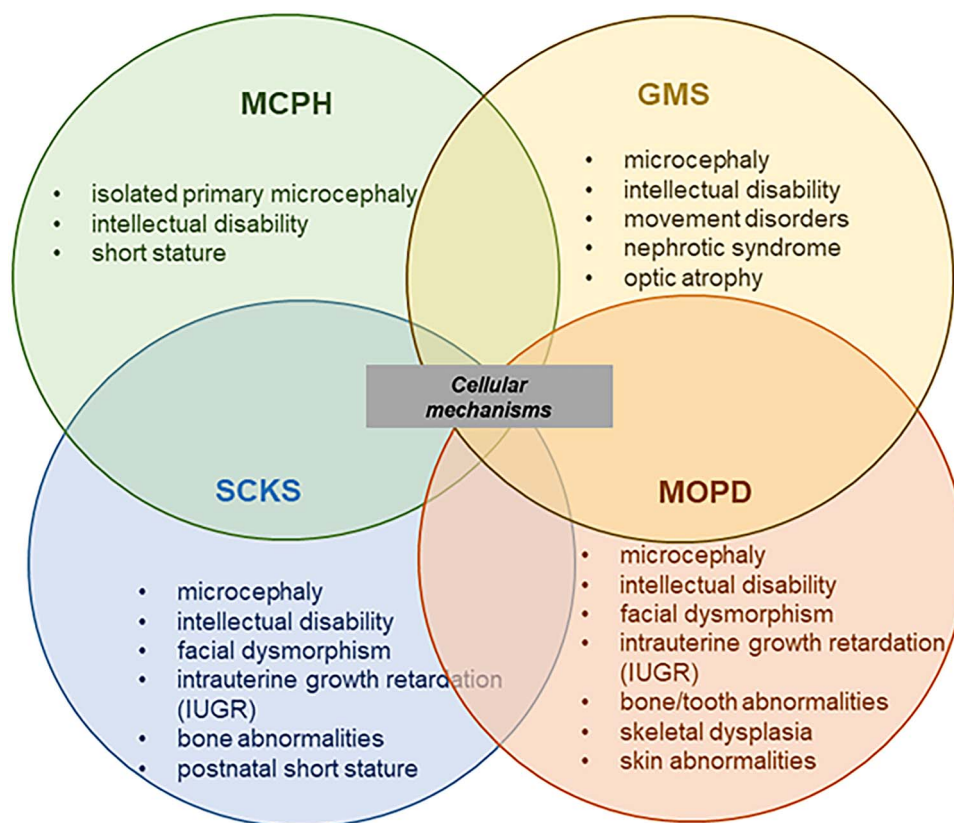 MCPH
• isolated primary microcephaly
• intellectual disability
• short stature
GMS
• microcephaly
• intellectual disability
• movement disorders
• nephrotic syndrome
• optic atrophy
Cellular
mechanisms
SCKS
• microcephaly
• intellectual disability
• facial dysmorphism
• intrauterine growth retardation
(IUGR)
• bone abnormalities
• postnatal short stature
MOPD
• microcephaly
• intellectual disability
• facial dysmorphism
• intrauterine growth retardation
(IUGR)
• bone/tooth abnormalities
• skeletal dysplasia
• skin abnormalities